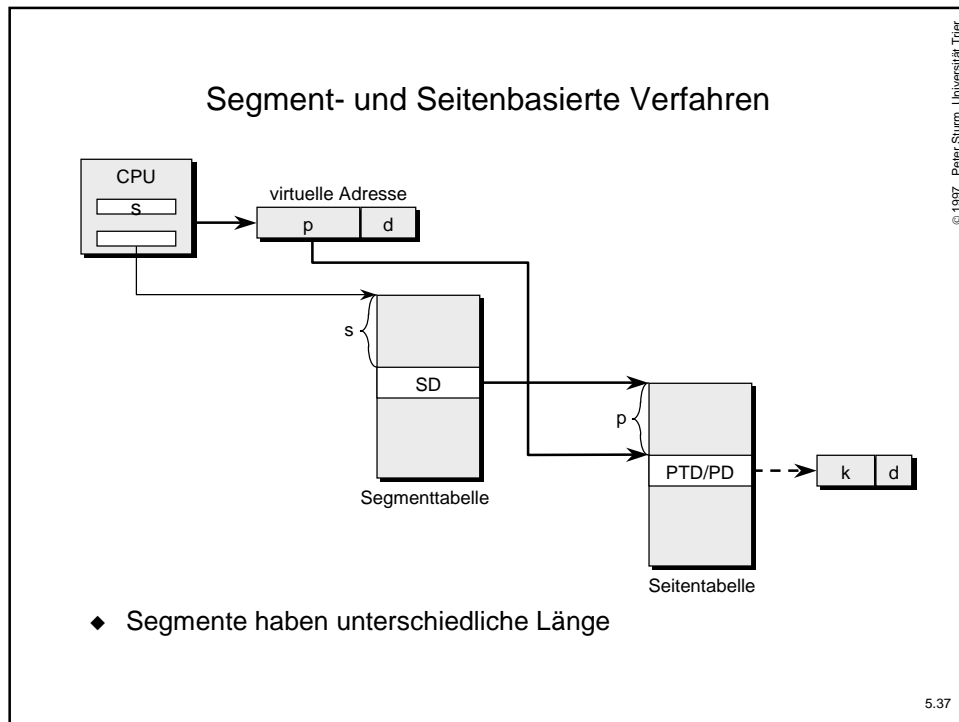 Segment- und Seitenbasierte Verfahren
© 1997 Peter Sturm, Universität Trier
CPU
s
virtuelle Adresse
p d
s
SD
Segmenttabelle
p
PTD/PD
k d
Seitentabelle
◆ Segmente haben unterschiedliche Länge
5.37